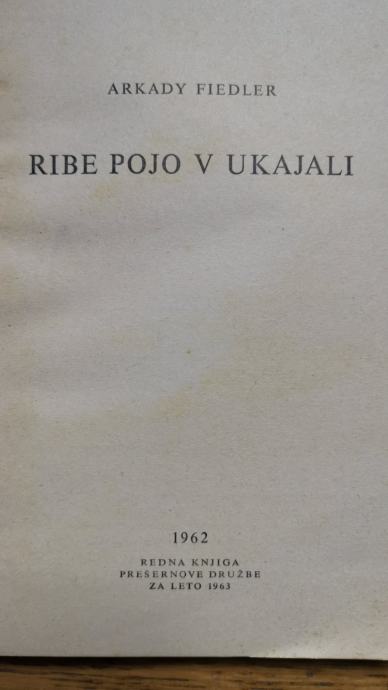 ARKADY FIEDLER
RIBE POJO V UKAJALI
1962
REDNA KNJIGA
PREŠERNOVE DRUŽBE
ZA LETO 1963